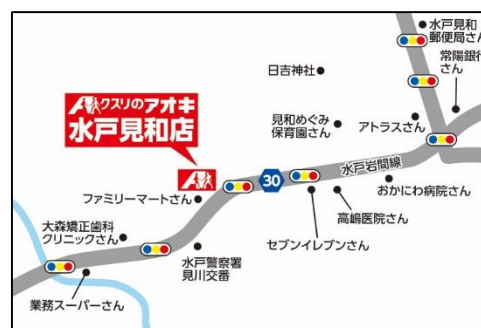 水戸見和
郵便局さん
常陽銀行
さん
日吉神社
クスリのアオキ
水戸見和店
見和めぐみ
保育園さん
アトラスさん
水戸岩間線
30
おかにわ病院さん
ファミリーマートさん
高嶋医院さん
セブンイレブンさん
大森矯正歯科
クリニックさん
水戸警察署
見川交番
業務スーパーさん